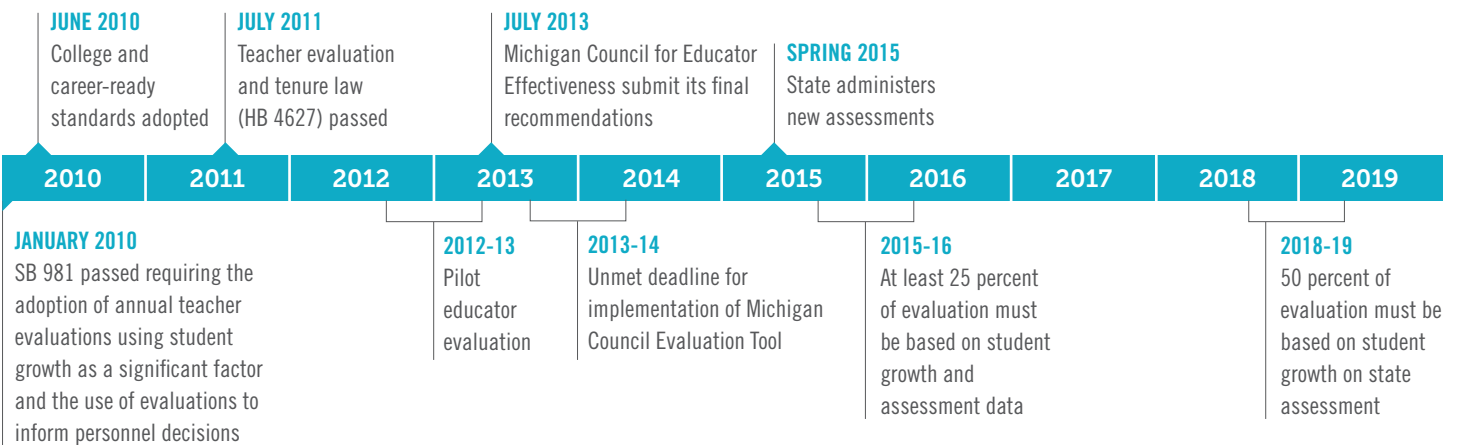 JUNE 2010
College and
career-ready
standards adopted
JULY 2011
Teacher evaluation
and tenure law
(HB 4627) passed
JULY 2013
Michigan Council for Educator
Effectiveness submit its final
recommendations
SPRING 2015
State administers
new assessments
2010 2011 2012 2013 2014 2015 2016 2017 2018 2019
JANUARY 2010
SB 981 passed requiring the
adoption of annual teacher
evaluations using student
growth as a significant factor
and the use of evaluations to
inform personnel decisions
2012-13
Pilot
educator
evaluation
2013-14
Unmet deadline for
implementation of Michigan
Council Evaluation Tool
2015-16
At least 25 percent
of evaluation must
be based on student
growth and
assessment data
2018-19
50 percent of
evaluation must be
based on student
growth on state
assessment